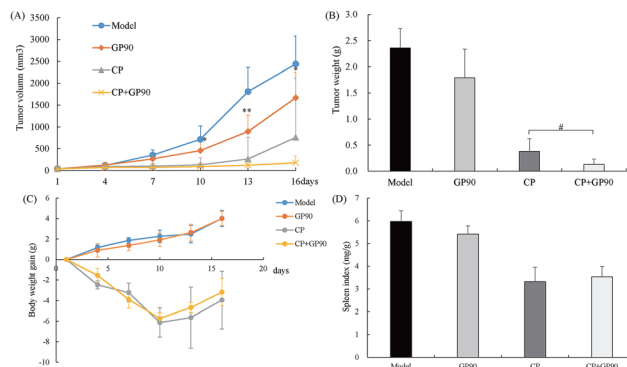 (A)
Tumor volumn (mm3)
3500
3000
2500
2000
1500
1000
500
0
Model
GP90
CP
CP+GP90
*
**
*
1 4 7 10 13 16days
(B)
Tumor weight (g)
3.0
2.5
2.0
1.5
1.0
0.5
0.0
#
Model GP90 CP CP+GP90
(C)
Body weight gain (g)
6
4
2
0
-2
-4
-6
-8
-10
0 5 10 15 20
days
Model
GP90
CP
CP+GP90
(D)
Spleen index (mg/g)
7
6
5
4
3
2
1
0
Model GP90 CP CP+GP90